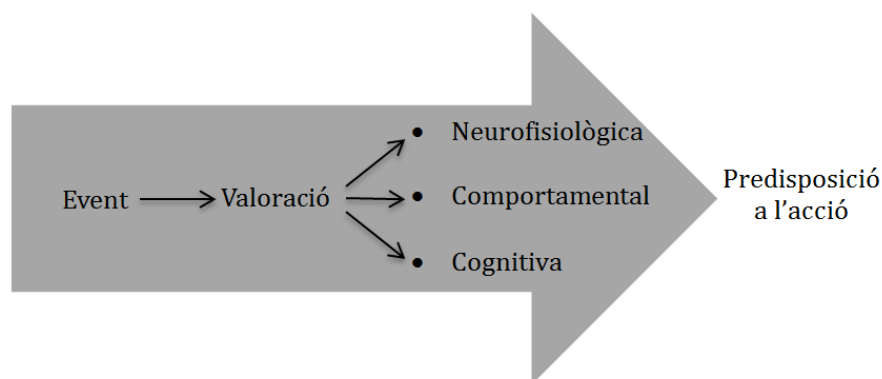 Event
Valoració
• Neurofisiològica
• Comportamental
• Cognitiva
Predisposició
a l'acció